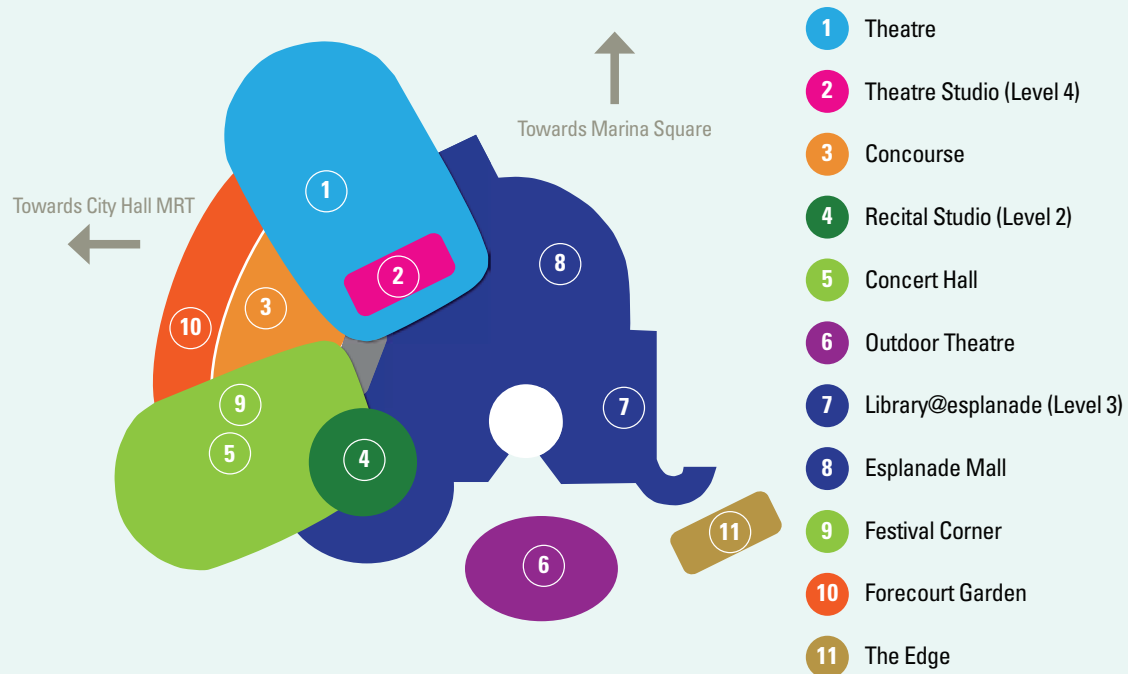 Towards Marina Square
Towards City Hall MRT
1
2
3
8
10
9
5
4
7
6
11
1 Theatre
2 Theatre Studio (Level 4)
3 Concourse
4 Recital Studio (Level 2)
5 Concert Hall
6 Outdoor Theatre
7 Library@esplanade (Level 3)
8 Esplanade Mall
9 Festival Corner
10 Forecourt Garden
11 The Edge